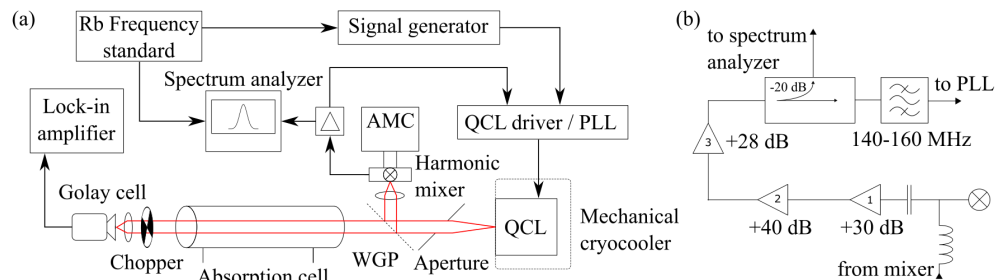 (a)
Rb Frequency
standard
Signal generator
Spectrum analyzer
Lock-in
amplifier
AMC
QCL driver / PLL
Harmonic
mixer
Golay cell
QCL
Mechanical
cryocooler
Chopper
Absorption cell
WGP
Aperture
(b)
to spectrum
analyzer
-20 dB
to PLL
140-160 MHz
3
+28 dB
2
1
+40 dB
+30 dB
from mixer